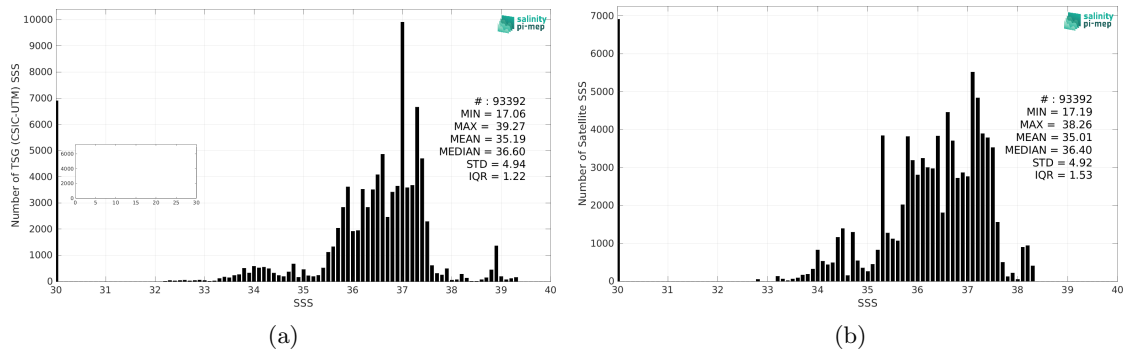 10000
9000
8000
7000
6000
5000
4000
3000
2000
1000
0
Number of TSG (CSIC-UTM) SSS
salinity
pi-mep
# : 93392
MIN = 17.06
MAX = 39.27
MEAN = 35.19
MEDIAN = 36.60
STD = 4.94
IQR = 1.22
6000
4000
2000
0
0 5 10 15 20 25 30
30 31 32 33 34 35 36 37 38 39 40
SSS
(a)
7000
6000
5000
4000
3000
2000
1000
0
Number of Satellite SSS
salinity
pi-mep
# : 93392
MIN = 17.19
MAX = 38.26
MEAN = 35.01
MEDIAN = 36.40
STD = 4.92
IQR = 1.53
30 31 32 33 34 35 36 37 38 39 40
SSS
(b)